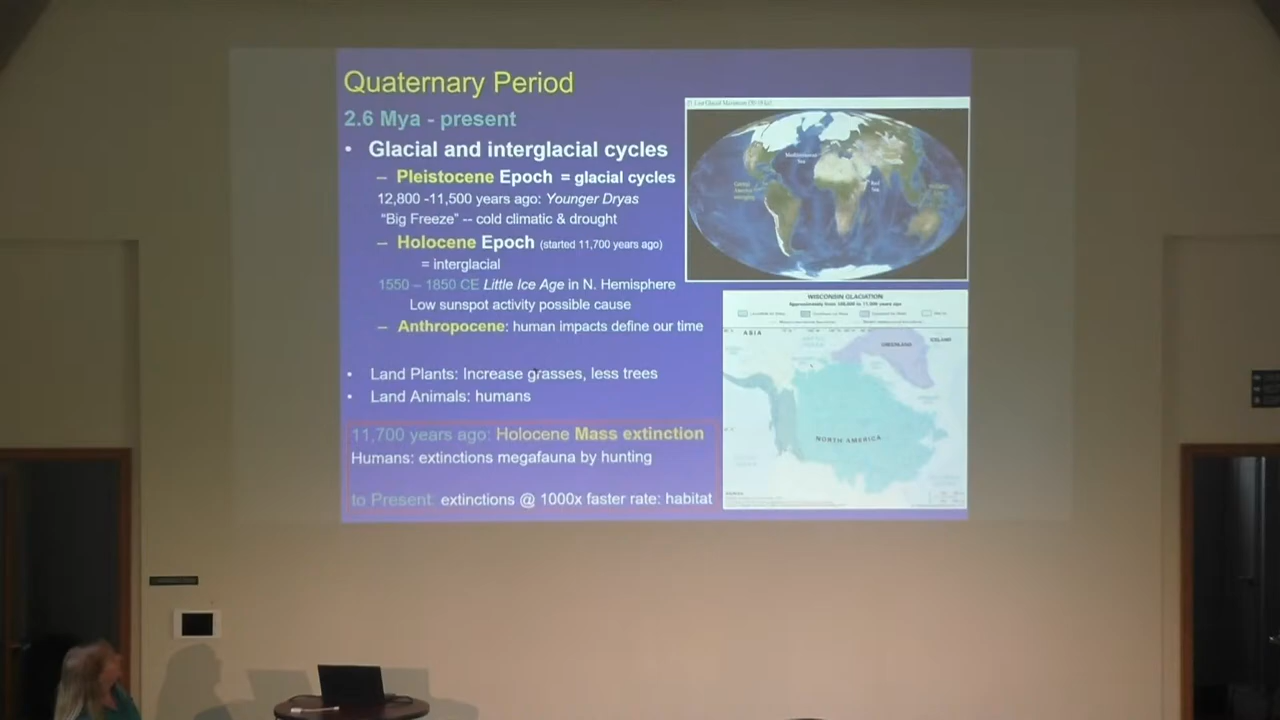 Quaternary Period
2.6 Mya - present
• Glacial and interglacial cycles
– Pleistocene Epoch = glacial cycles
12,800 -11,500 years ago: Younger Dryas
“Big Freeze” -- cold climatic & drought
– Holocene Epoch (started 11,700 years ago)
= interglacial
1550 – 1850 CE Little Ice Age in N. Hemisphere
Low sunspot activity possible cause
– Anthropocene: human impacts define our time
• Land Plants: Increase grasses, less trees
• Land Animals: humans
11,700 years ago: Holocene Mass extinction
Humans: extinctions megafauna by hunting
to Present: extinctions @ 1000x faster rate: habitat
Mediterranean
Sea
Red
Sea
WISCONSIN GLACIATION
ASIA
GREENLAND
ICELAND
NORTH AMERICA